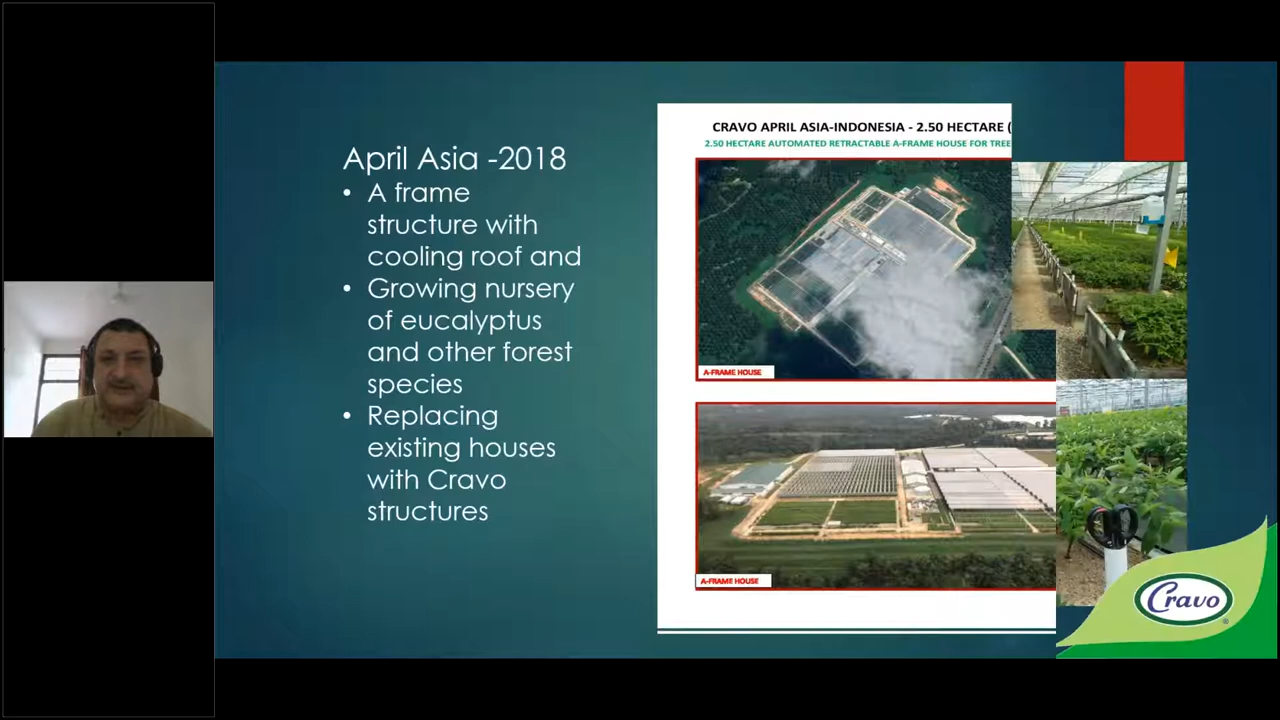 April Asia -2018
• A frame
structure with
cooling roof and
• Growing nursery
of eucalyptus
and other forest
species
• Replacing
existing houses
with Cravo
structures
CRAVO APRIL ASIA-INDONESIA - 2.50 HECTARE (
2.50 HECTARE AUTOMATED RETRACTABLE A-FRAME HOUSE FOR TREE
A-FRAME HOUSE
A-FRAME HOUSE
Cravo®